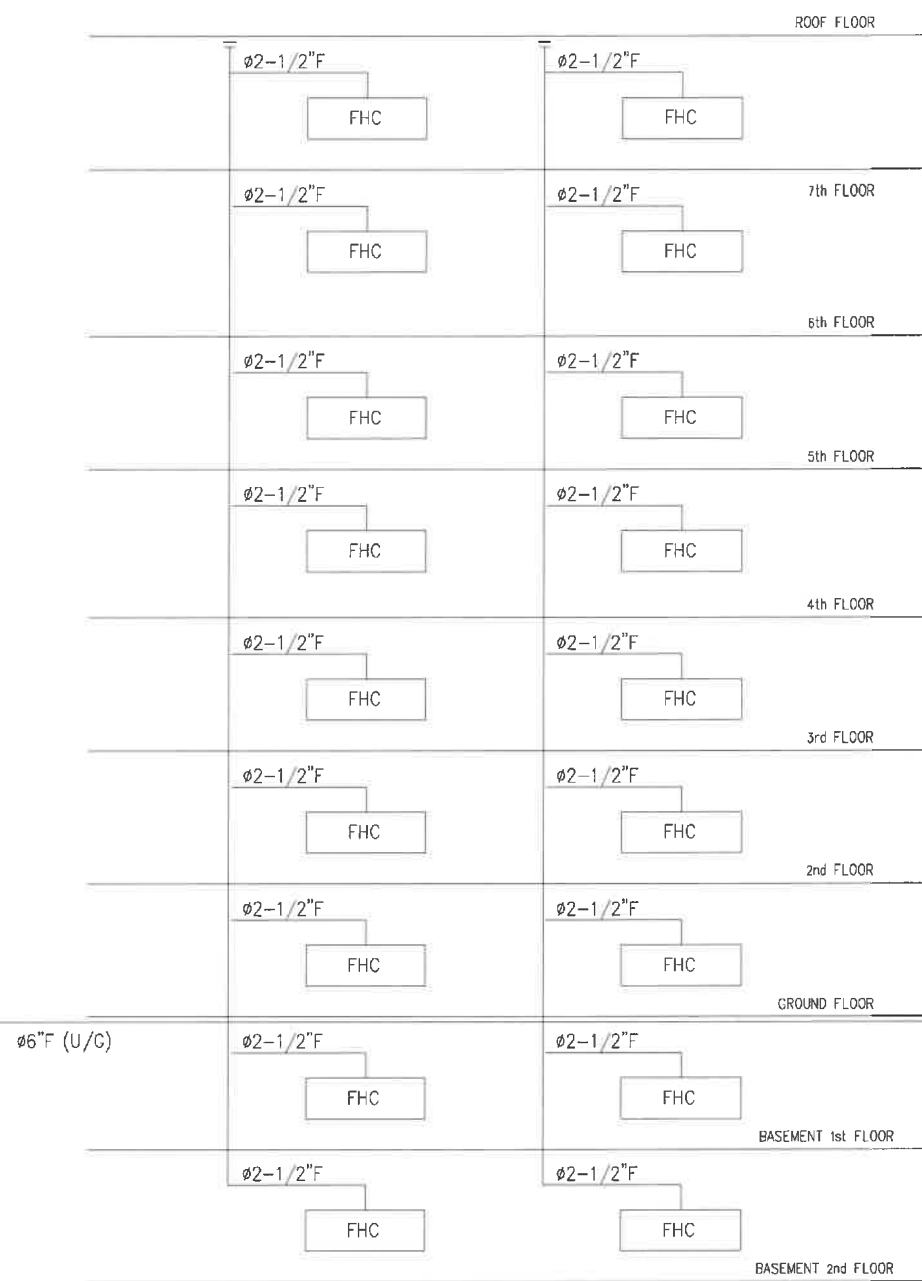 ROOF FLOOR
ø2-1/2"F ø2-1/2"F
FHC FHC
7th FLOOR
ø2-1/2"F ø2-1/2"F
FHC FHC
6th FLOOR
ø2-1/2"F ø2-1/2"F
FHC FHC
5th FLOOR
ø2-1/2"F ø2-1/2"F
FHC FHC
4th FLOOR
ø2-1/2"F ø2-1/2"F
FHC FHC
3rd FLOOR
ø2-1/2"F ø2-1/2"F
FHC FHC
2nd FLOOR
ø2-1/2"F ø2-1/2"F
FHC FHC
GROUND FLOOR
ø6"F (U/G) ø2-1/2"F ø2-1/2"F
FHC FHC
BASEMENT 1st FLOOR
ø2-1/2"F ø2-1/2"F
FHC FHC
BASEMENT 2nd FLOOR